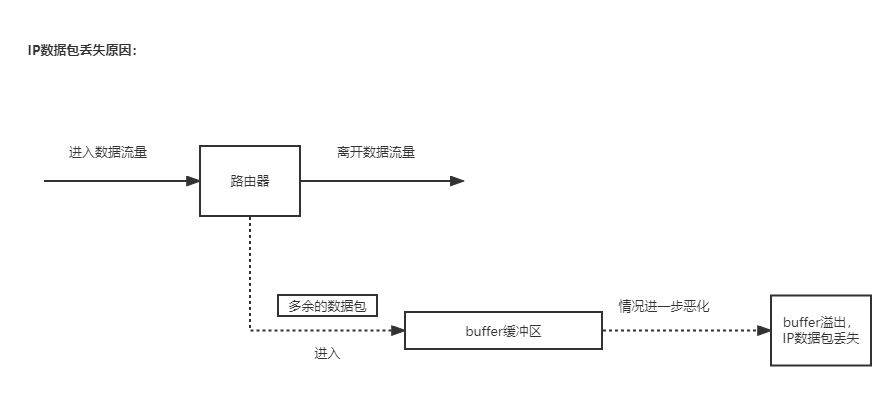 IP数据包丢失原因：
进入数据流量
离开数据流量
路由器
多余的数据包
情况进一步恶化
buffer缓冲区
buffer溢出，
IP数据包丢失
进入